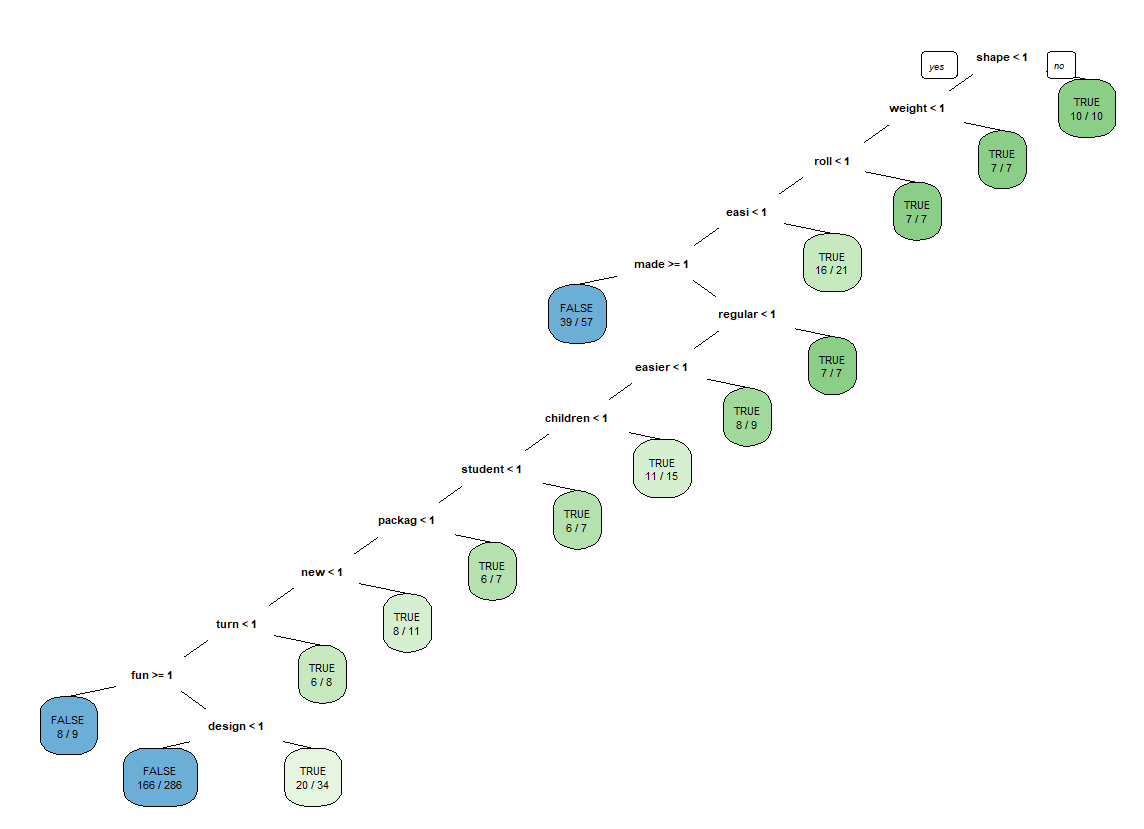 yes
shape < 1
no
TRUE
10 / 10
weight < 1
TRUE
7 / 7
roll < 1
TRUE
7 / 7
easi < 1
TRUE
16 / 21
made >= 1
FALSE
39 / 57
regular < 1
TRUE
7 / 7
easier < 1
TRUE
8 / 9
children < 1
TRUE
11 / 15
student < 1
TRUE
6 / 7
packag < 1
TRUE
6 / 7
new < 1
TRUE
8 / 11
turn < 1
TRUE
6 / 8
fun >= 1
FALSE
8 / 9
design < 1
FALSE
166 / 286
TRUE
20 / 34